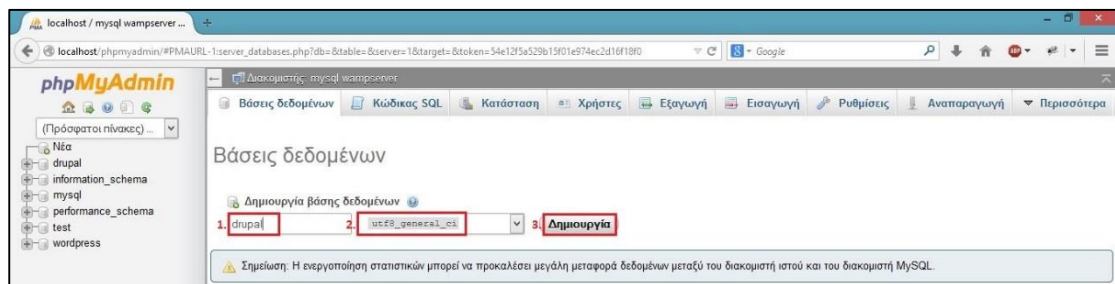 localhost / mysql wampserver ...
localhost/phpmyadmin/#PMAURL-1:server_databases.php?db=&table=&server=1&target=&token=54e12f5a529b15f01e974ec2d16f18f0
Google
phpMyAdmin
(Πρόσφατοι πίνακες) ...
Νέα
drupal
information_schema
mysql
performance_schema
test
wordpress
Διακομιστής: mysql wampserver
Βάσεις δεδομένων Κώδικας SQL Κατάσταση Χρήστες Εξαγωγή Εισαγωγή Ρυθμίσεις Αναπαραγωγή Περισσότερα
Βάσεις δεδομένων
Δημιουργία βάσης δεδομένων
1. drupal 2. utf8_general_ci 3. Δημιουργία
Σημείωση: Η ενεργοποίηση στατιστικών μπορεί να προκαλέσει μεγάλη μεταφορά δεδομένων μεταξύ του διακομιστή ιστού και του διακομιστή MySQL.